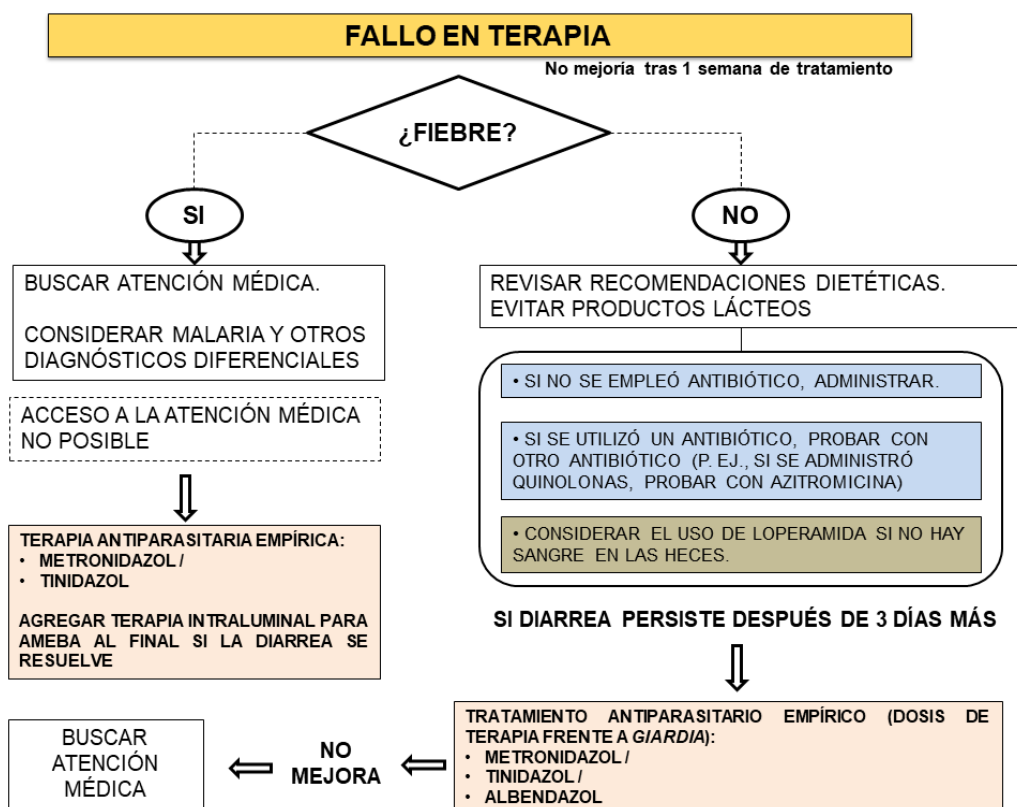 FALLO EN TERAPIA
No mejoría tras 1 semana de tratamiento
¿FIEBRE?
SI
BUSCAR ATENCIÓN MÉDICA.
CONSIDERAR MALARIA Y OTROS
DIAGNÓSTICOS DIFERENCIALES
ACCESO A LA ATENCIÓN MÉDICA
NO POSIBLE
TERAPIA ANTIPARASITARIA EMPÍRICA:
• METRONIDAZOL /
• TINIDAZOL
AGREGAR TERAPIA INTRALUMINAL PARA
AMEBA AL FINAL SI LA DIARREA SE
RESUELVE
NO
REVISAR RECOMENDACIONES DIETÉTICAS.
EVITAR PRODUCTOS LÁCTEOS
• SI NO SE EMPLEÓ ANTIBIÓTICO, ADMINISTRAR.
• SI SE UTILIZÓ UN ANTIBIÓTICO, PROBAR CON
OTRO ANTIBIÓTICO (P. EJ., SI SE ADMINISTRÓ
QUINOLONAS, PROBAR CON AZITROMICINA)
• CONSIDERAR EL USO DE LOPERAMIDA SI NO HAY
SANGRE EN LAS HECES.
SI DIARREA PERSISTE DESPUÉS DE 3 DÍAS MÁS
TRATAMIENTO ANTIPARASITARIO EMPÍRICO (DOSIS DE
TERAPIA FRENTE A GIARDIA):
• METRONIDAZOL /
• TINIDAZOL /
• ALBENDAZOL
NO
MEJORA
BUSCAR
ATENCIÓN
MÉDICA